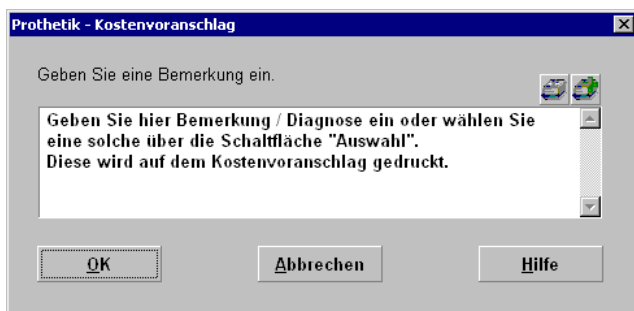 Prothetik - Kostenvoranschlag
Geben Sie eine Bemerkung ein.
Geben Sie hier Bemerkung / Diagnose ein oder wählen Sie
eine solche über die Schaltfläche "Auswahl".
Diese wird auf dem Kostenvoranschlag gedruckt.
OK Abbrechen Hilfe